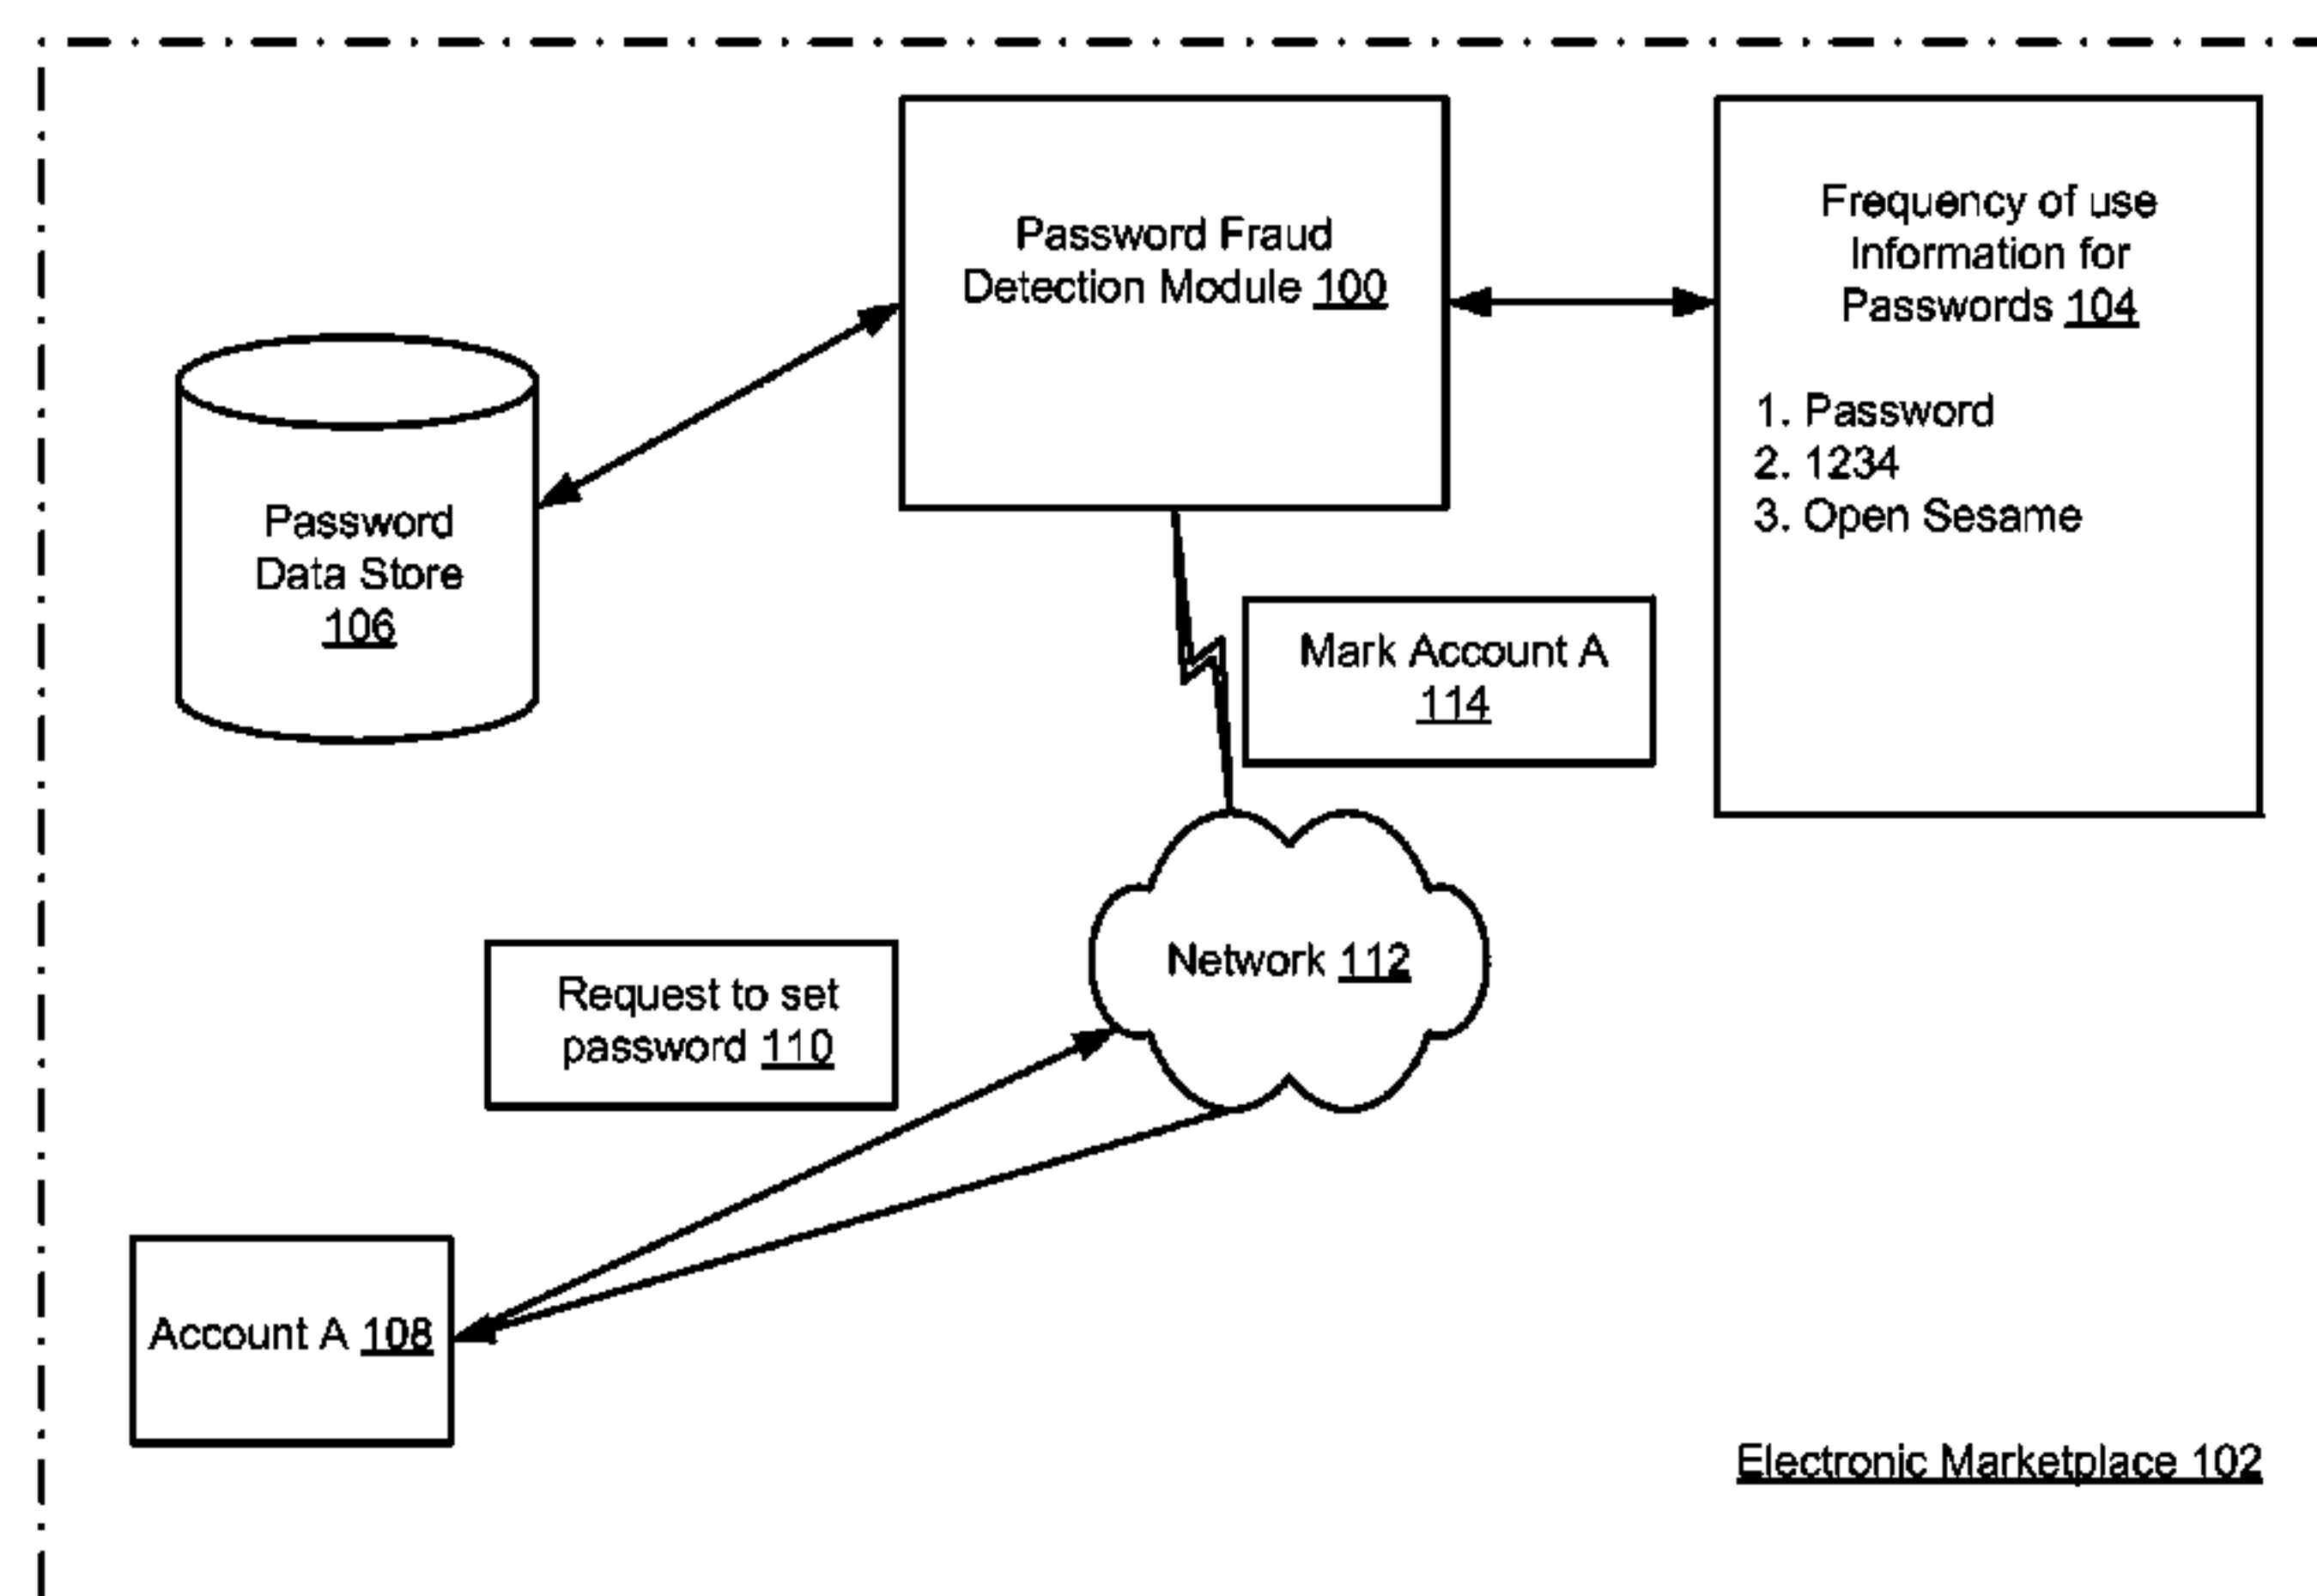 Password Fraud
Detection Module 100
Frequency of use
Information for
Passwords 104
1. Password
2. 1234
3. Open Sesame
Password
Data Store
106
Mark Account A
114
Network 112
Request to set
password 110
Account A 108
Electronic Marketplace 102